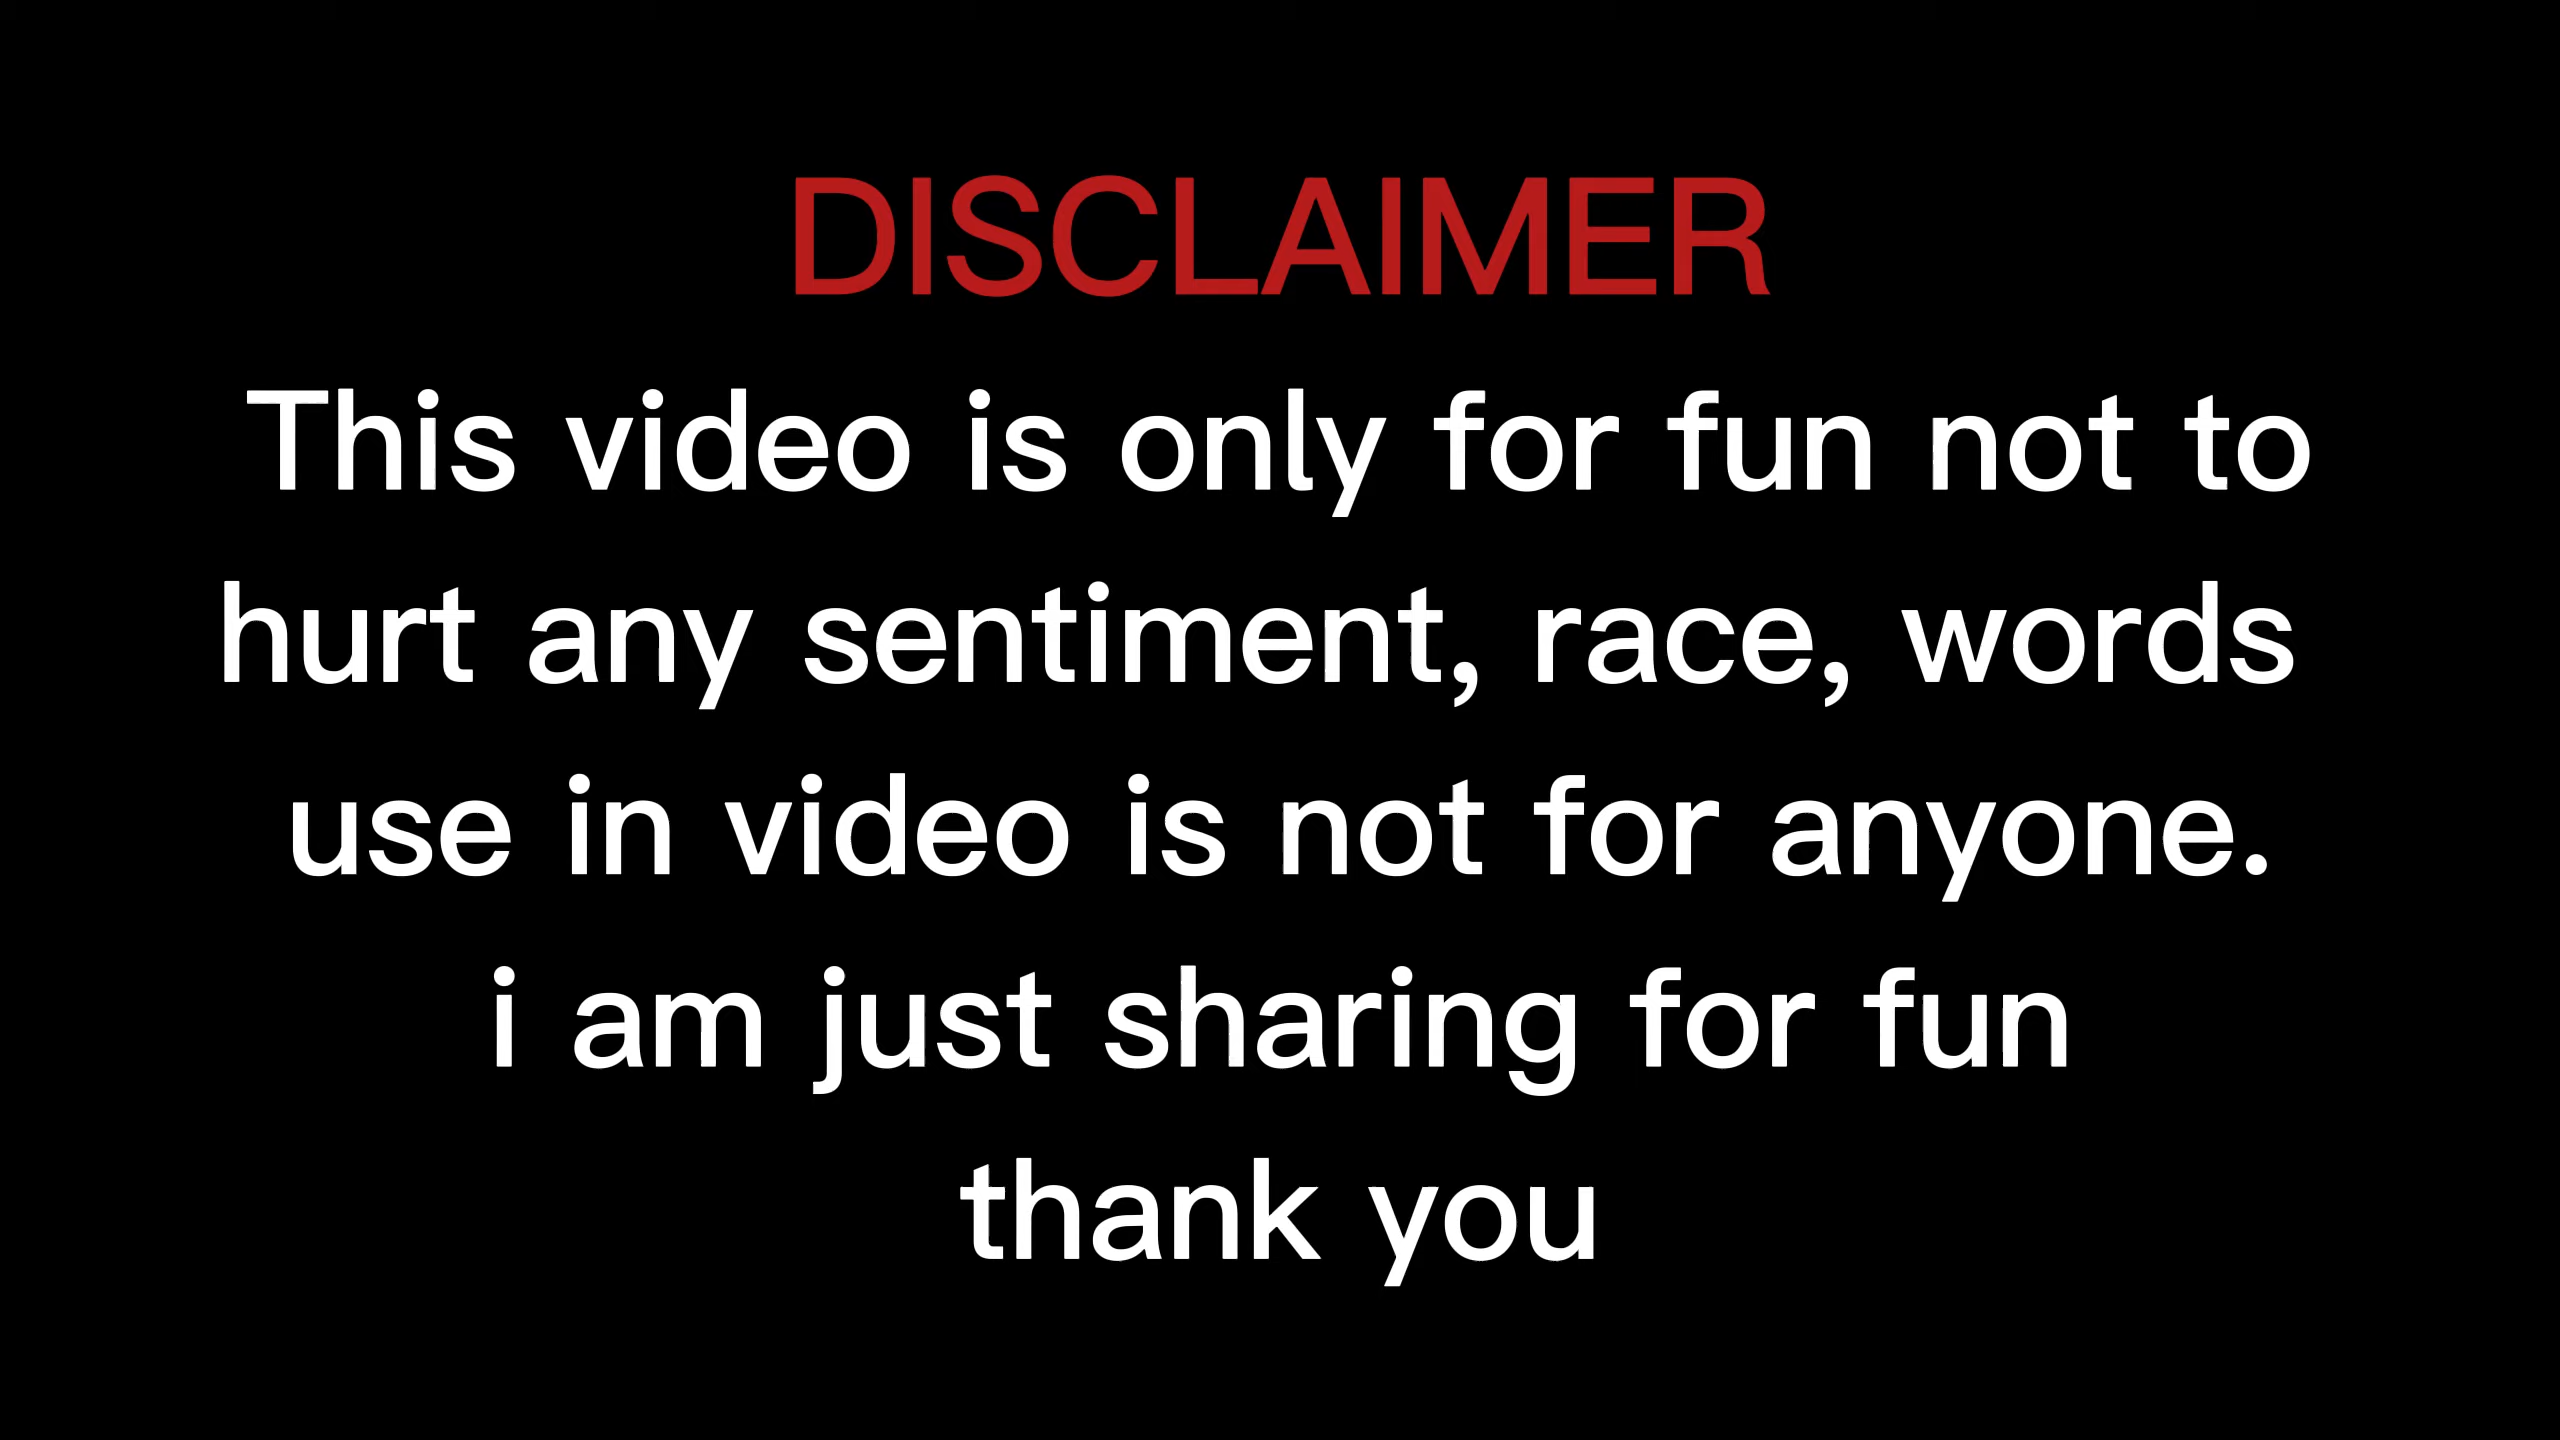 DISCLAIMER
This video is only for fun not to
hurt any sentiment, race, words
use in video is not for anyone.
i am just sharing for fun
thank you